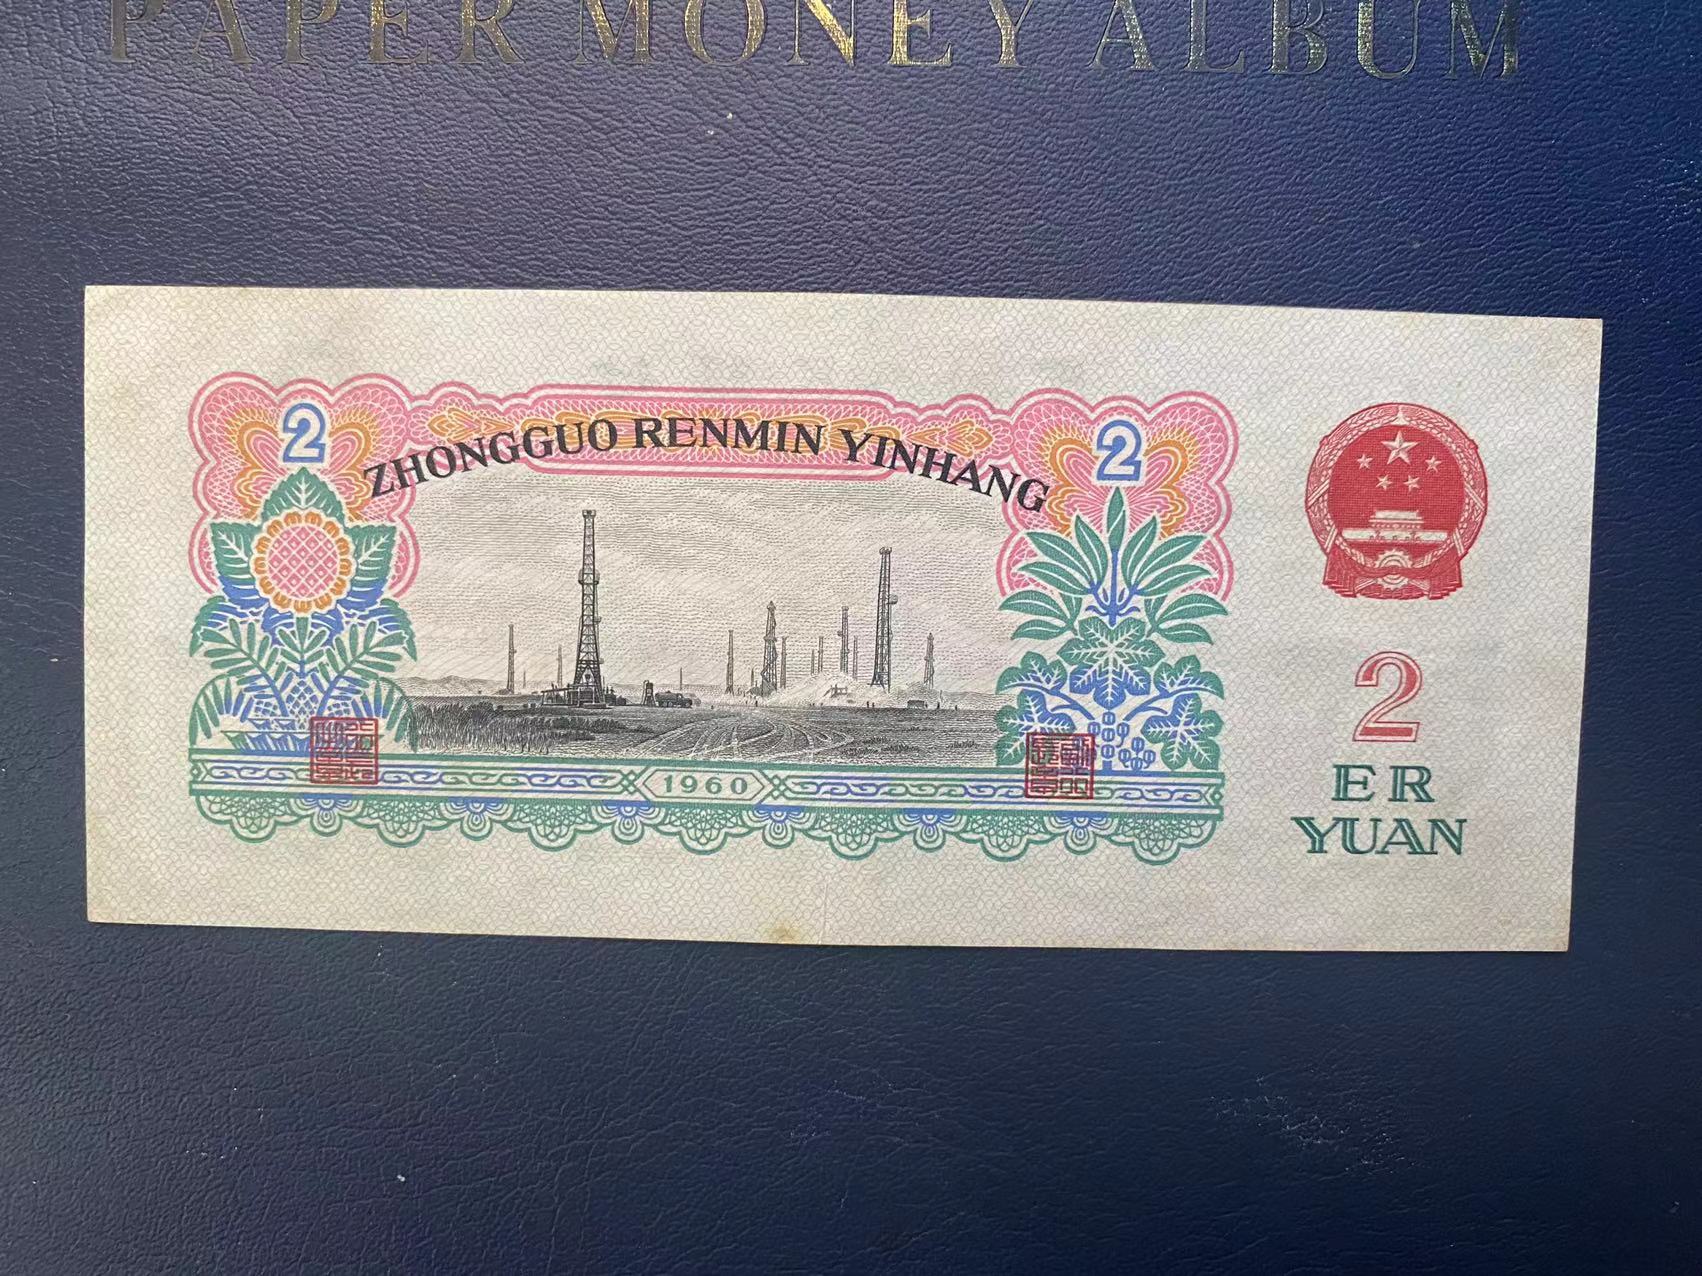 PAPER MONEY ALBUM
2
2
ZHONGGUO RENMIN YINHANG
1960
2
ER
YUAN